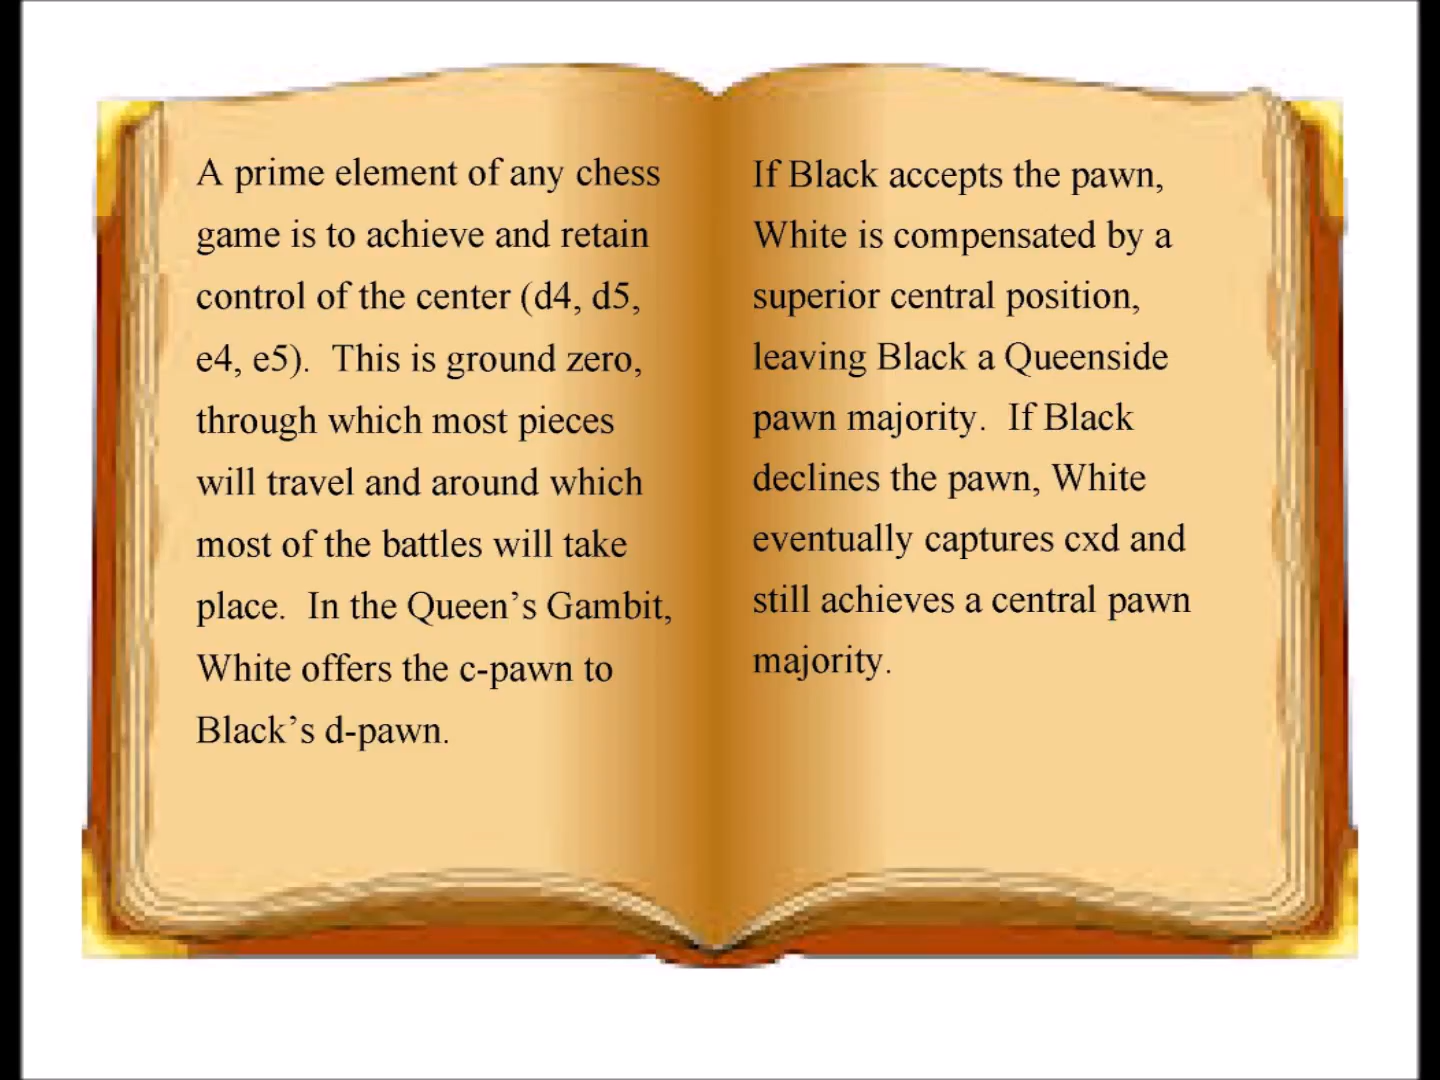 A prime element of any chess
game is to achieve and retain
control of the center (d4, d5,
e4, e5).  This is ground zero,
through which most pieces
will travel and around which
most of the battles will take
place.  In the Queen’s Gambit,
White offers the c-pawn to
Black’s d-pawn.
If Black accepts the pawn,
White is compensated by a
superior central position,
leaving Black a Queenside
pawn majority.  If Black
declines the pawn, White
eventually captures cxd and
still achieves a central pawn
majority.